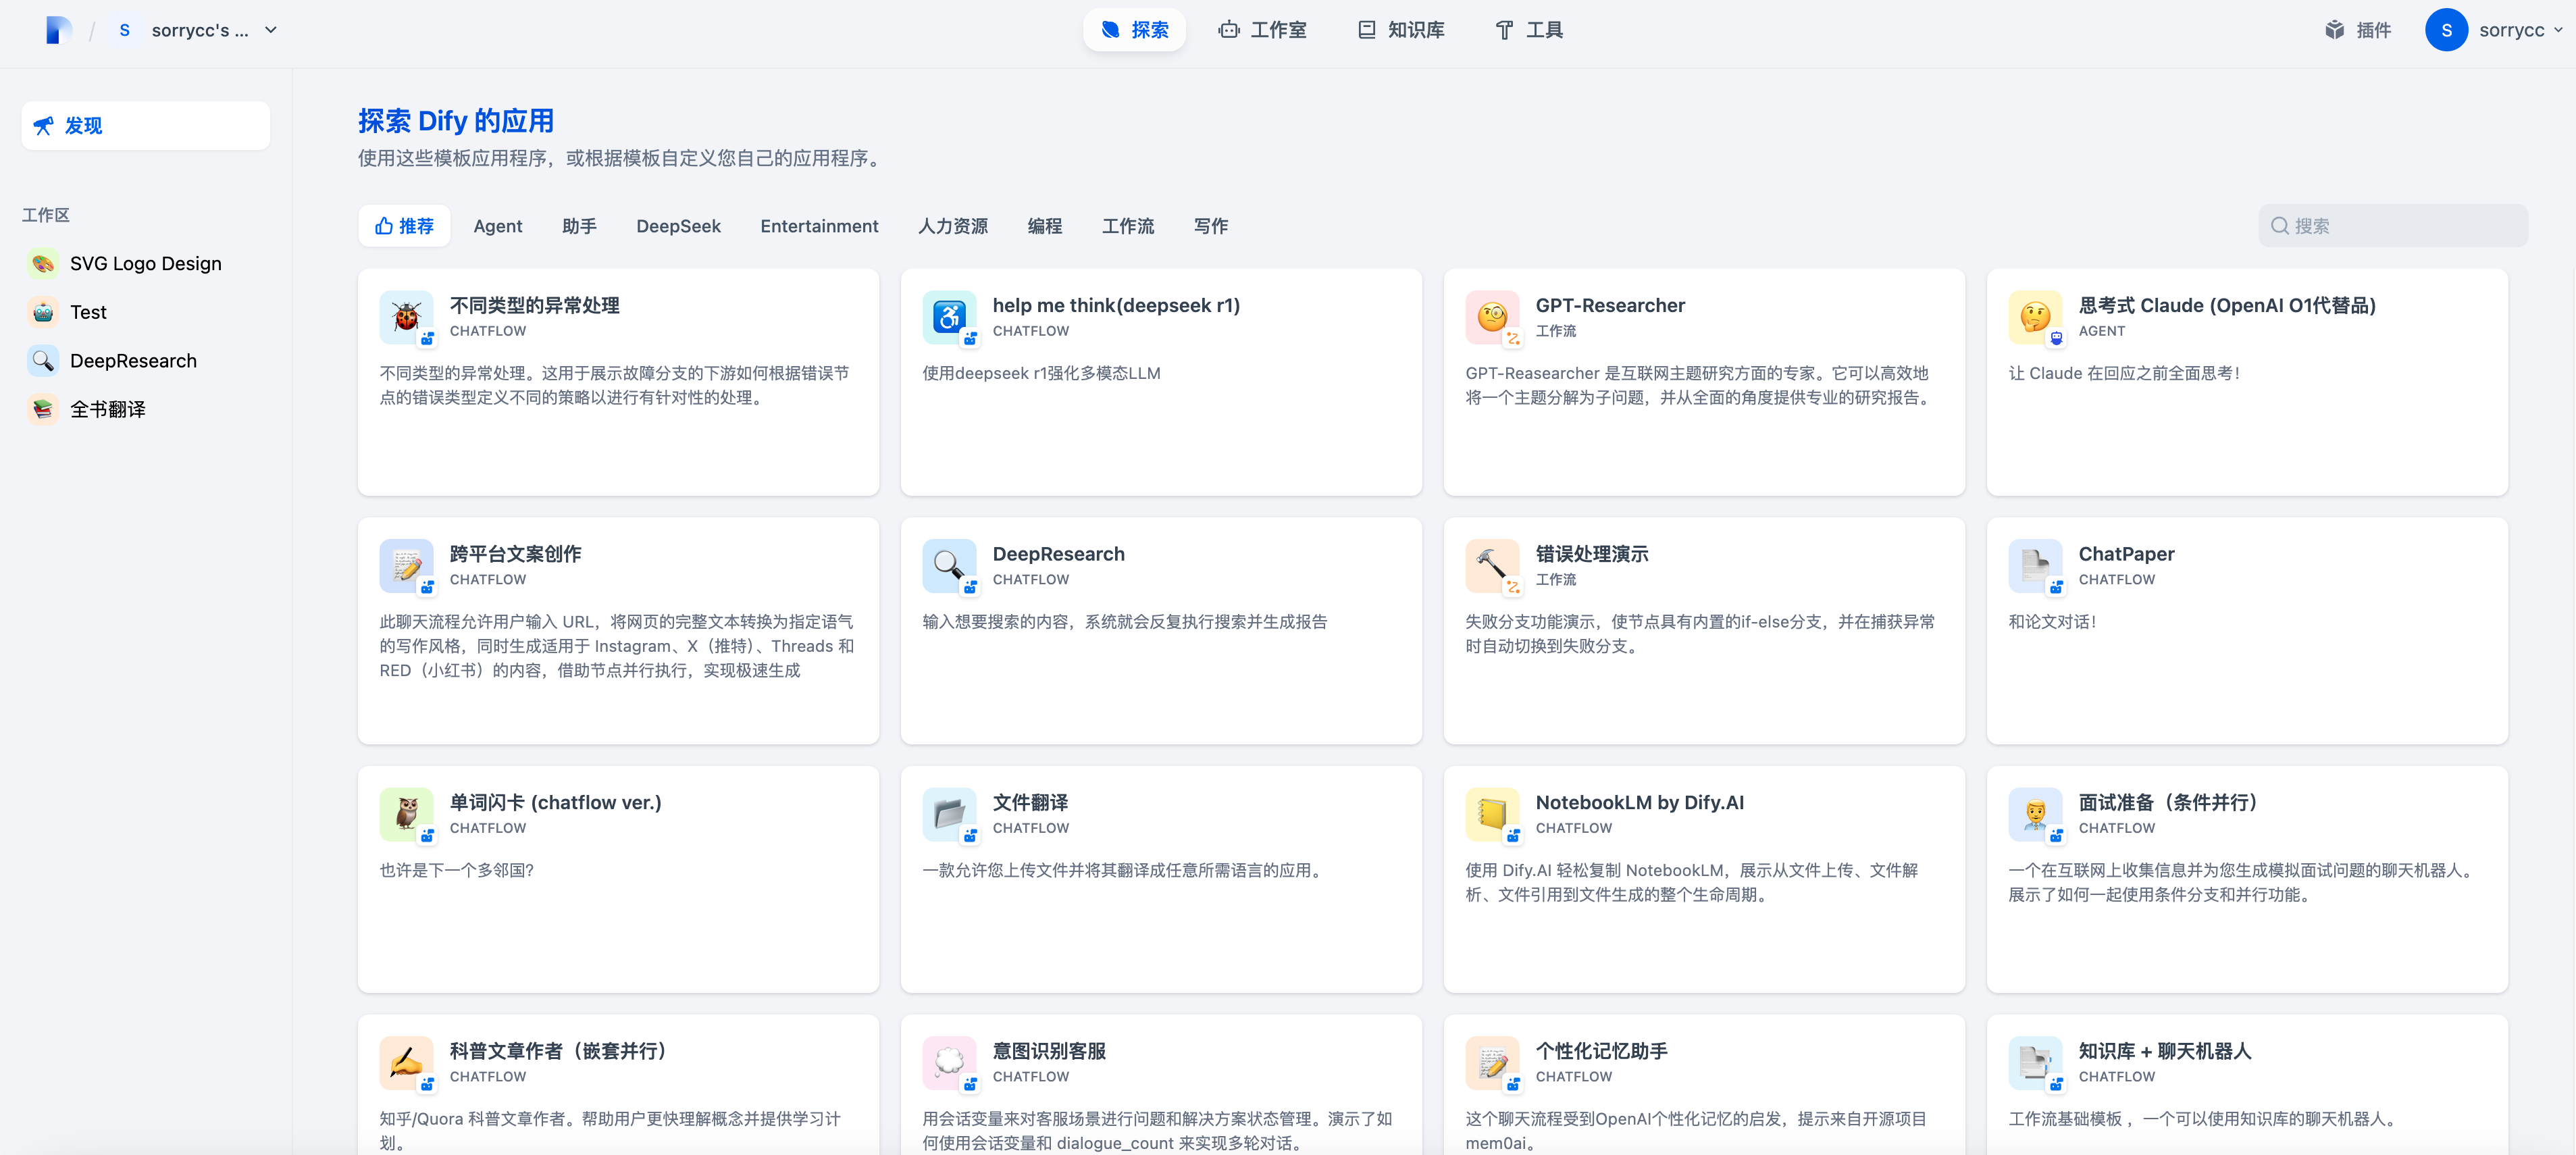 S sorrycc's ...
探索
工作室
知识库
工具
插件
S sorrycc
发现
工作区
SVG Logo Design
Test
DeepResearch
全书翻译
探索 Dify 的应用
使用这些模板应用程序，或根据模板自定义您自己的应用程序。
推荐 Agent 助手 DeepSeek Entertainment 人力资源 编程 工作流 写作
搜索
不同类型的异常处理
CHATFLOW
不同类型的异常处理。这用于展示故障分支的下游如何根据错误节
点的错误类型定义不同的策略以进行有针对性的处理。
help me think(deepseek r1)
CHATFLOW
使用deepseek r1强化多模态LLM
GPT-Researcher
工作流
GPT-Reasearcher 是互联网主题研究方面的专家。它可以高效地
将一个主题分解为子问题，并从全面的角度提供专业的研究报告。
思考式 Claude (OpenAI O1代替品)
AGENT
让 Claude 在回应之前全面思考！
跨平台文案创作
CHATFLOW
此聊天流程允许用户输入 URL，将网页的完整文本转换为指定语气
的写作风格，同时生成适用于 Instagram、X（推特）、Threads 和
RED（小红书）的内容，借助节点并行执行，实现极速生成
DeepResearch
CHATFLOW
输入想要搜索的内容，系统就会反复执行搜索并生成报告
错误处理演示
工作流
失败分支功能演示，使节点具有内置的if-else分支，并在捕获异常
时自动切换到失败分支。
ChatPaper
CHATFLOW
和论文对话！
单词闪卡 (chatflow ver.)
CHATFLOW
也许是下一个多邻国？
文件翻译
CHATFLOW
一款允许您上传文件并将其翻译成任意所需语言的应用。
NotebookLM by Dify.AI
CHATFLOW
使用 Dify.AI 轻松复制 NotebookLM，展示从文件上传、文件解
析、文件引用到文件生成的整个生命周期。
面试准备（条件并行）
CHATFLOW
一个在互联网上收集信息并为您生成模拟面试问题的聊天机器人。
展示了如何一起使用条件分支和并行功能。
科普文章作者（嵌套并行）
CHATFLOW
知乎/Quora 科普文章作者。帮助用户更快理解概念并提供学习计
划。
意图识别客服
CHATFLOW
用会话变量来对客服场景进行问题和解决方案状态管理。演示了如
何使用会话变量和 dialogue_count 来实现多轮对话。
个性化记忆助手
CHATFLOW
这个聊天流程受到OpenAI个性化记忆的启发，提示来自开源项目
mem0ai。
知识库 + 聊天机器人
CHATFLOW
工作流基础模板 ，一个可以使用知识库的聊天机器人。